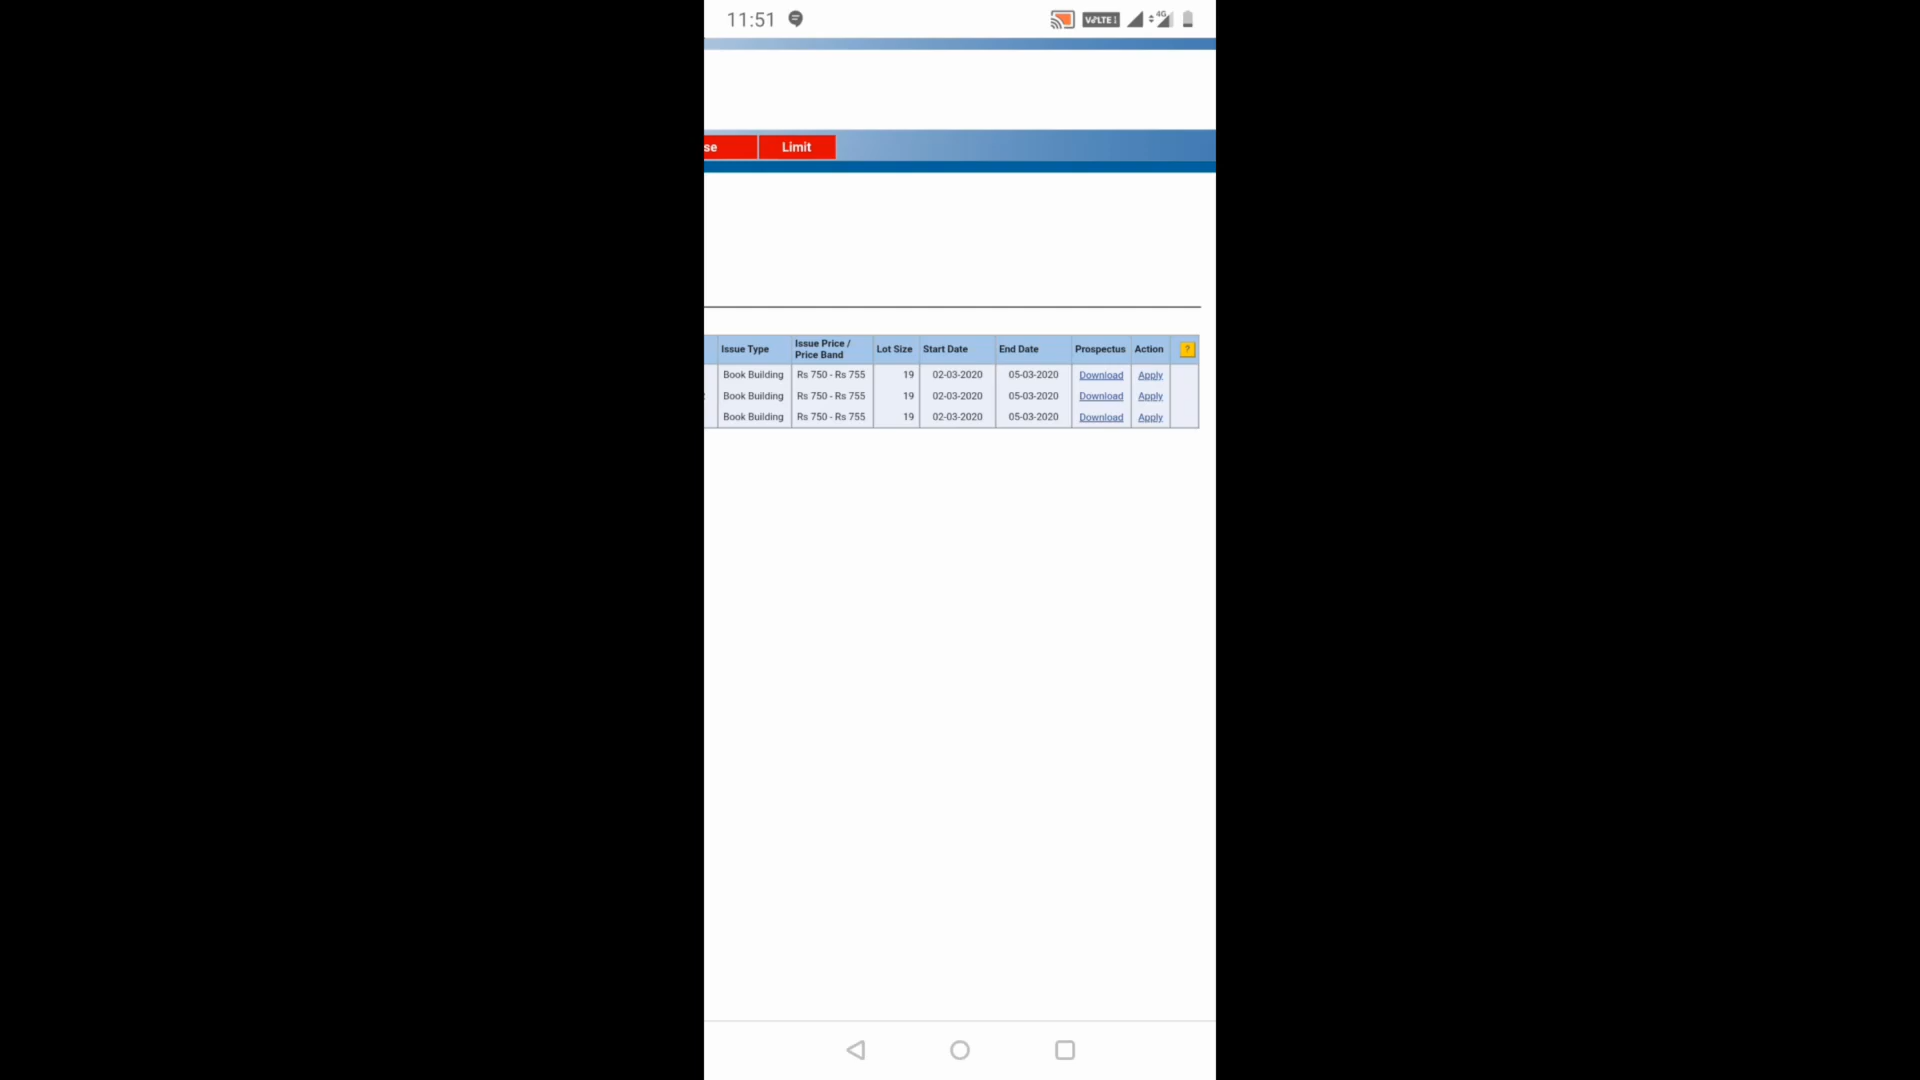 11:51 VoLTE 4G
se Limit
Issue Type Issue Price / Price Band Lot Size Start Date End Date Prospectus Action ?
Book Building Rs 750 - Rs 755 19 02-03-2020 05-03-2020 Download Apply
Book Building Rs 750 - Rs 755 19 02-03-2020 05-03-2020 Download Apply
Book Building Rs 750 - Rs 755 19 02-03-2020 05-03-2020 Download Apply